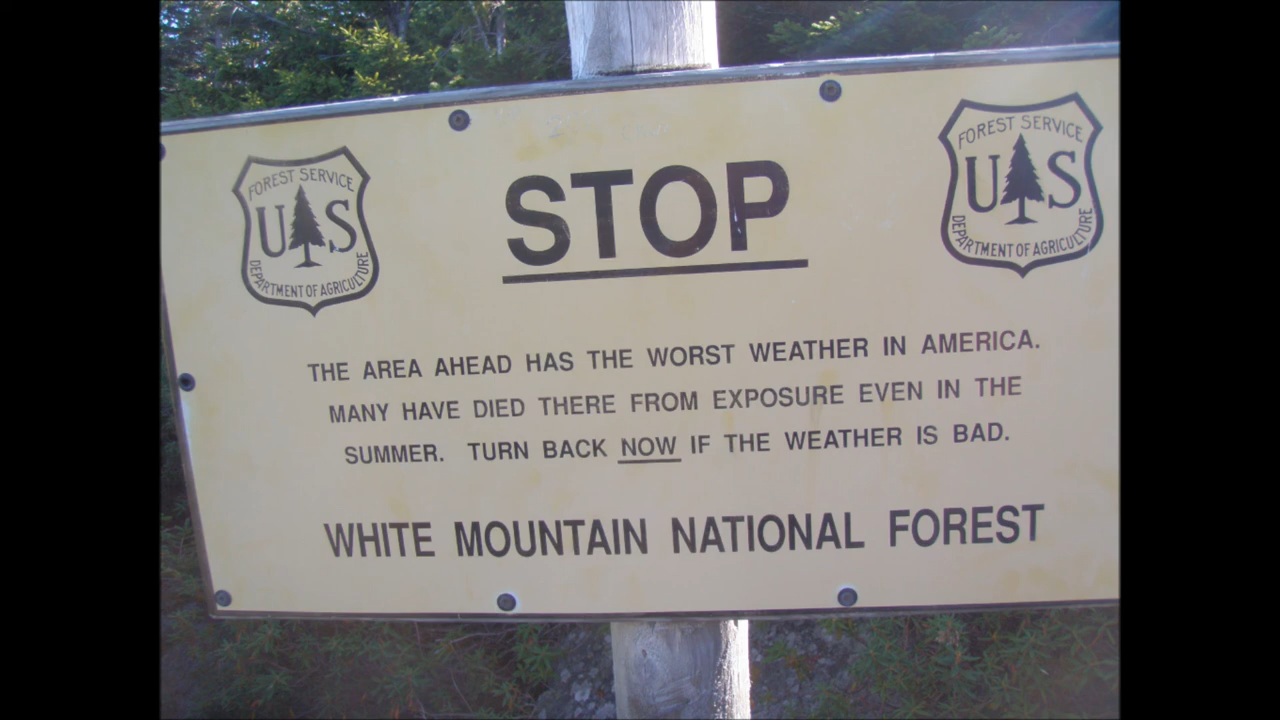 FOREST SERVICE
U S
DEPARTMENT OF AGRICULTURE
STOP
FOREST SERVICE
U S
DEPARTMENT OF AGRICULTURE
THE AREA AHEAD HAS THE WORST WEATHER IN AMERICA.
MANY HAVE DIED THERE FROM EXPOSURE EVEN IN THE
SUMMER. TURN BACK NOW IF THE WEATHER IS BAD.
WHITE MOUNTAIN NATIONAL FOREST